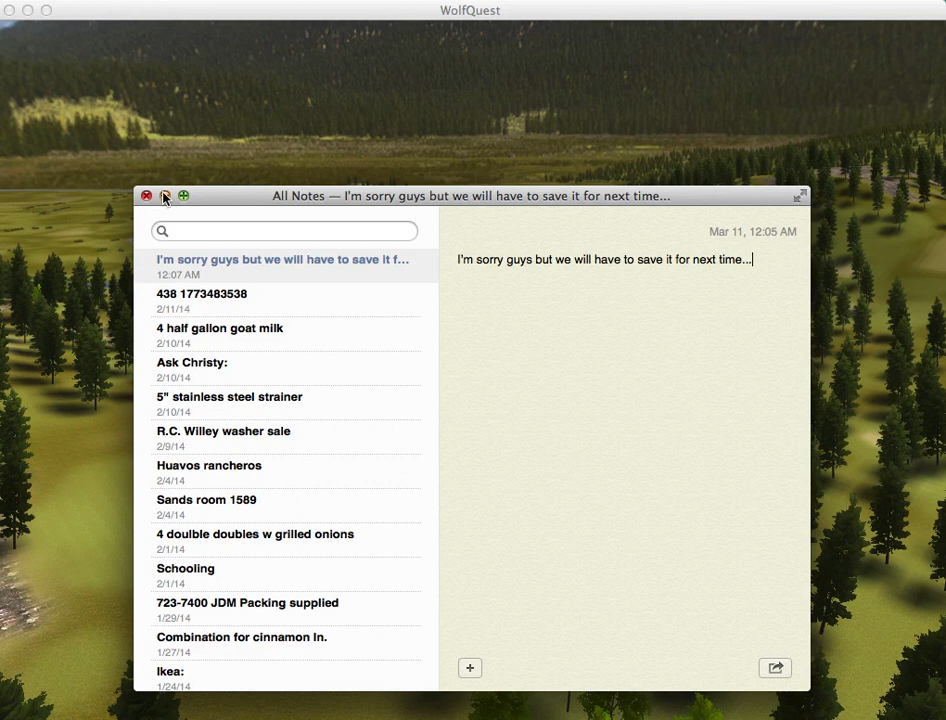 WolfQuest
All Notes — I'm sorry guys but we will have to save it for next time...
Mar 11, 12:05 AM
I'm sorry guys but we will have to save it f...
12:07 AM
438 1773483538
2/11/14
4 half gallon goat milk
2/10/14
Ask Christy:
2/10/14
5" stainless steel strainer
2/10/14
R.C. Willey washer sale
2/9/14
Huavos rancheros
2/4/14
Sands room 1589
2/4/14
4 doulble doubles w grilled onions
2/1/14
Schooling
2/1/14
723-7400 JDM Packing supplied
1/29/14
Combination for cinnamon ln.
1/27/14
Ikea:
1/24/14
I'm sorry guys but we will have to save it for next time...